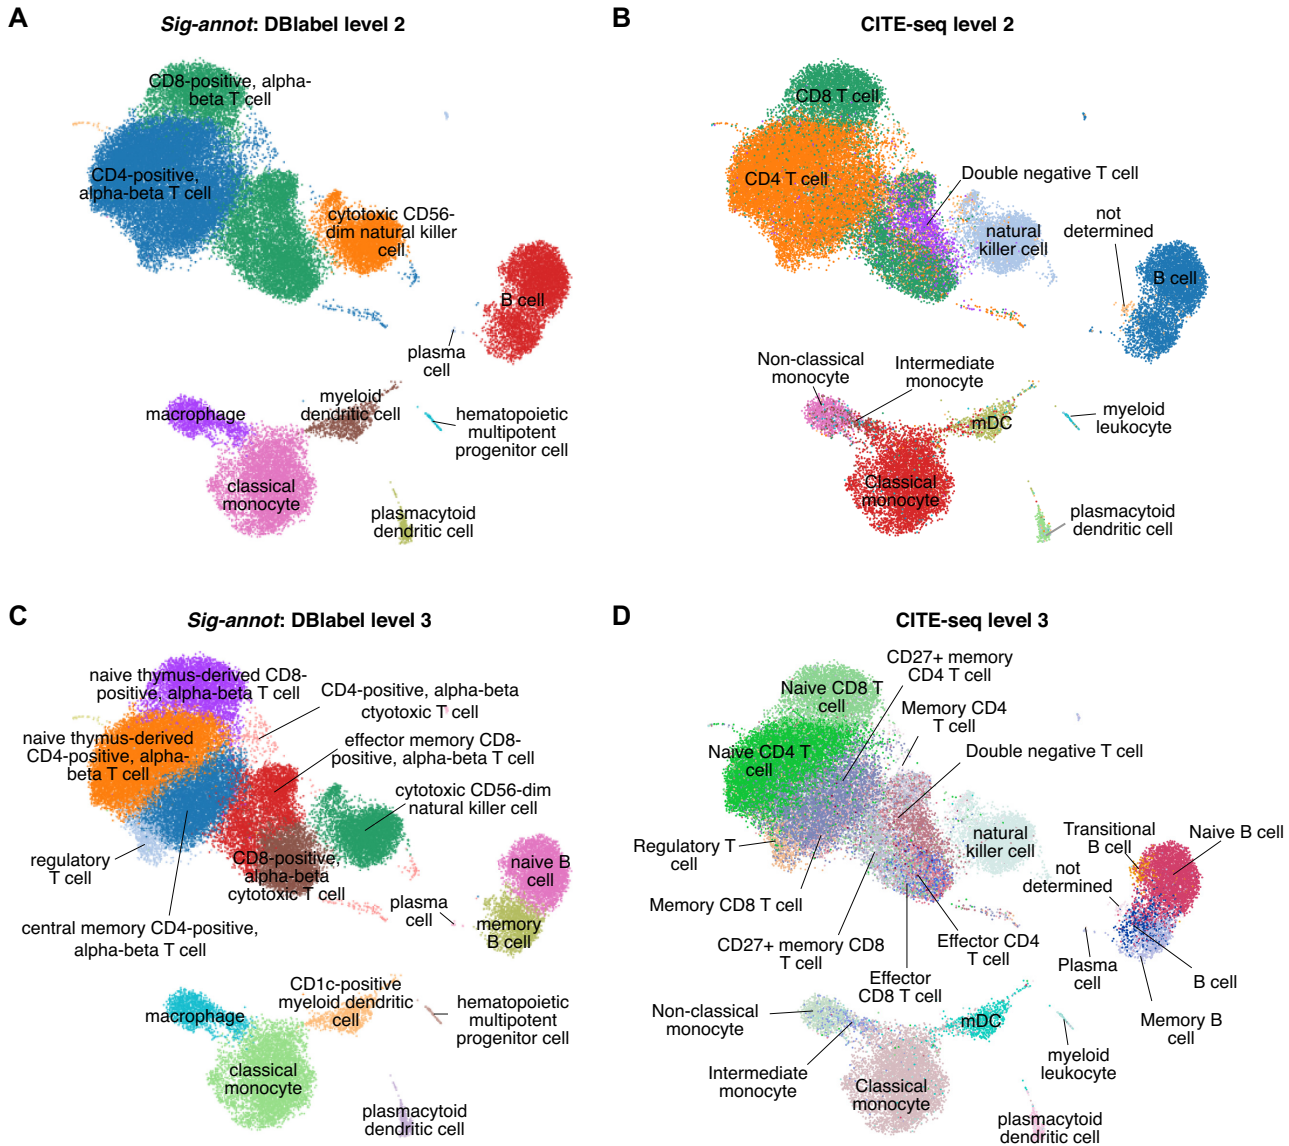 A
Sig-annot: DBlabel level 2
CD8-positive, alpha-
beta T cell
CD4-positive,
alpha-beta T cell
cytotoxic CD56-
dim natural killer
cell
B cell
plasma
cell
myeloid
dendritic cell
macrophage
hematopoietic
multipotent
progenitor cell
classical
monocyte
plasmacytoid
dendritic cell
B
CITE-seq level 2
CD8 T cell
CD4 T cell
Double negative T cell
not
determined
natural
killer cell
B cell
Non-classical
monocyte
Intermediate
monocyte
mDC
myeloid
leukocyte
Classical
monocyte
plasmacytoid
dendritic cell
C
Sig-annot: DBlabel level 3
naive thymus-derived CD8-
positive, alpha-beta T cell
CD4-positive, alpha-beta
ctyotoxic T cell
naive thymus-derived
CD4-positive, alpha-
beta T cell
effector memory CD8-
positive, alpha-beta T cell
cytotoxic CD56-dim
natural killer cell
regulatory
T cell
CD8-positive,
alpha-beta
cytotoxic T cell
naive B
cell
plasma
cell
memory
B cell
central memory CD4-positive,
alpha-beta T cell
CD1c-positive
myeloid dendritic
cell
macrophage
hematopoietic
multipotent
progenitor cell
classical
monocyte
plasmacytoid
dendritic cell
D
CITE-seq level 3
CD27+ memory
CD4 T cell
Naive CD8 T
cell
Memory CD4
T cell
Naive CD4 T
cell
Double negative T cell
Regulatory T
cell
natural
killer cell
Transitional
B cell
Naive B cell
not
determined
Memory CD8 T cell
CD27+ memory CD8
T cell
Effector CD4
T cell
Effector
CD8 T cell
Plasma
cell
B cell
Memory B
cell
Non-classical
monocyte
mDC
Intermediate
monocyte
myeloid
leukocyte
Classical
monocyte
plasmacytoid
dendritic cell